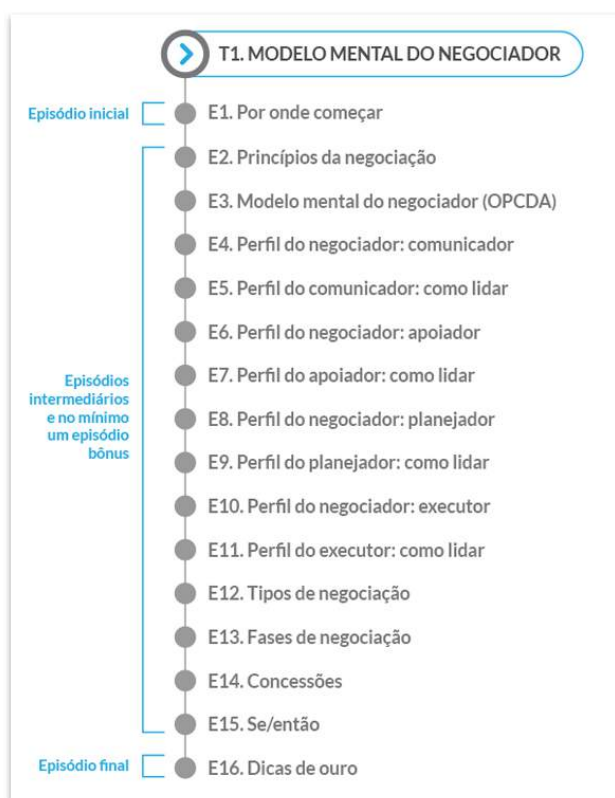 T1. MODELO MENTAL DO NEGOCIADOR
Episódio inicial
E1. Por onde começar
E2. Princípios da negociação
E3. Modelo mental do negociador (OPCDA)
E4. Perfil do negociador: comunicador
E5. Perfil do comunicador: como lidar
E6. Perfil do negociador: apoiador
Episódios
intermediários
e no mínimo
um episódio
bônus
E7. Perfil do apoiador: como lidar
E8. Perfil do negociador: planejador
E9. Perfil do planejador: como lidar
E10. Perfil do negociador: executor
E11. Perfil do executor: como lidar
E12. Tipos de negociação
E13. Fases de negociação
E14. Concessões
E15. Se/então
Episódio final
E16. Dicas de ouro